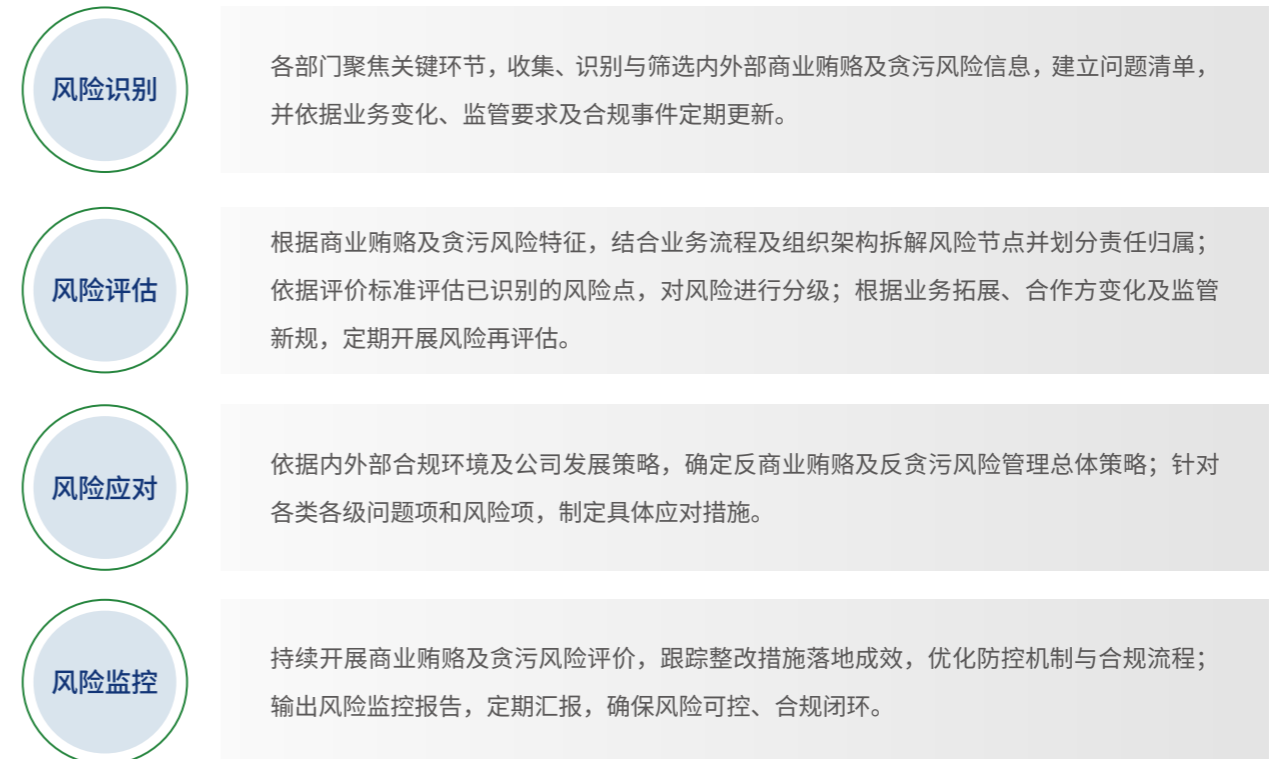 风险识别
各部门聚焦关键环节，收集、识别与筛选内外部商业贿赂及贪污风险信息，建立问题清单，
并依据业务变化、监管要求及合规事件定期更新。
风险评估
根据商业贿赂及贪污风险特征，结合业务流程及组织架构拆解风险节点并划分责任归属；
依据评价标准评估已识别的风险点，对风险进行分级；根据业务拓展、合作方变化及监管
新规，定期开展风险再评估。
风险应对
依据内外部合规环境及公司发展策略，确定反商业贿赂及反贪污风险管理总体策略；针对
各类各级问题项和风险项，制定具体应对措施。
风险监控
持续开展商业贿赂及贪污风险评价，跟踪整改措施落地成效，优化防控机制与合规流程；
输出风险监控报告，定期汇报，确保风险可控、合规闭环。